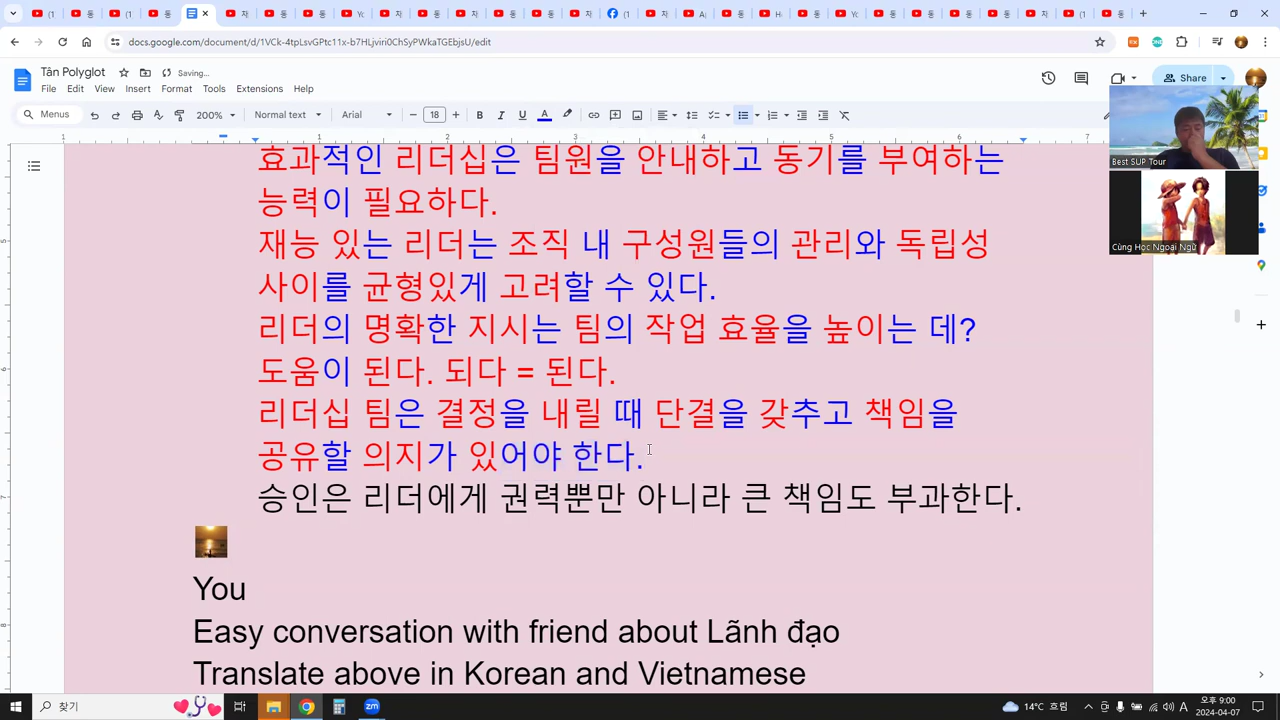 docs.google.com/document/d/1VCk-4tpLsvGPtc11x-b7HLjviri0ChSyPWkaTGEbjsU/edit
Tân Polyglot
Saving...
Share
File Edit View Insert Format Tools Extensions Help
Menus 200% Normal text Arial 18 B I U A
1 1 2 3 4 5 6 7
Best SUP Tour
Cùng Học Ngoại Ngữ
효과적인 리더십은 팀원을 안내하고 동기를 부여하는
능력이 필요하다.
재능 있는 리더는 조직 내 구성원들의 관리와 독립성
사이를 균형있게 고려할 수 있다.
리더의 명확한 지시는 팀의 작업 효율을 높이는 데?
도움이 된다. 되다 = 된다.
리더십 팀은 결정을 내릴 때 단결을 갖추고 책임을
공유할 의지가 있어야 한다.
승인은 리더에게 권력뿐만 아니라 큰 책임도 부과한다.
You
Easy conversation with friend about Lãnh đạo
Translate above in Korean and Vietnamese
찾기
14°C 흐림
A
오후 9:00
2024-04-07